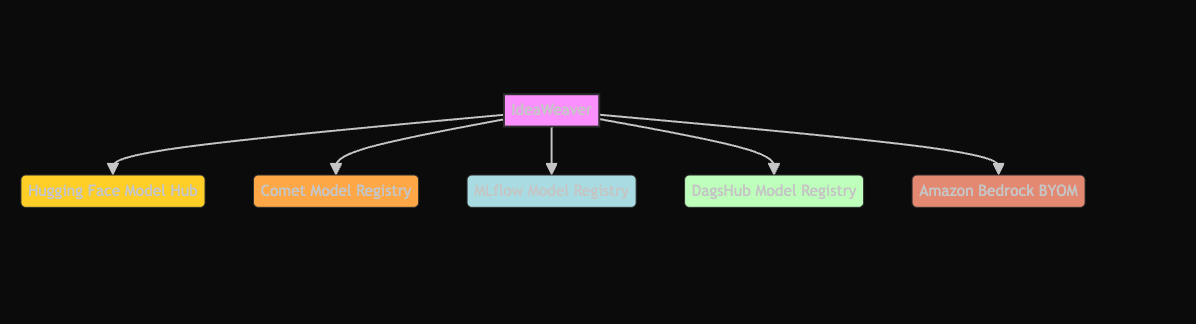 IdeaWeaver
Hugging Face Model Hub
Comet Model Registry
MLflow Model Registry
DagsHub Model Registry
Amazon Bedrock BYOM